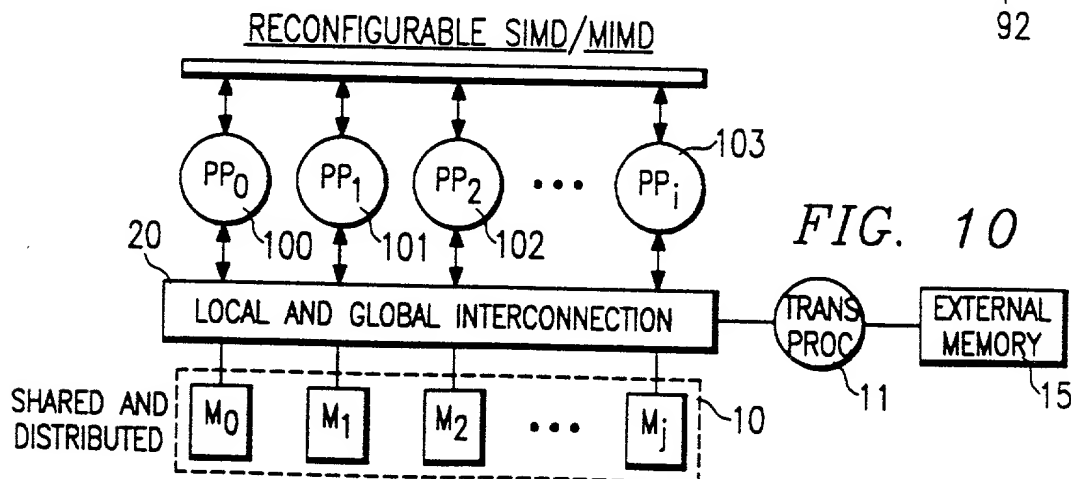 92
RECONFIGURABLE SIMD/MIMD
PP0 PP1 PP2 ••• PPi 103
100 101 102
FIG. 10
20
LOCAL AND GLOBAL INTERCONNECTION
TRANS PROC
11
EXTERNAL MEMORY
15
SHARED AND DISTRIBUTED
M0 M1 M2 ••• Mj 10